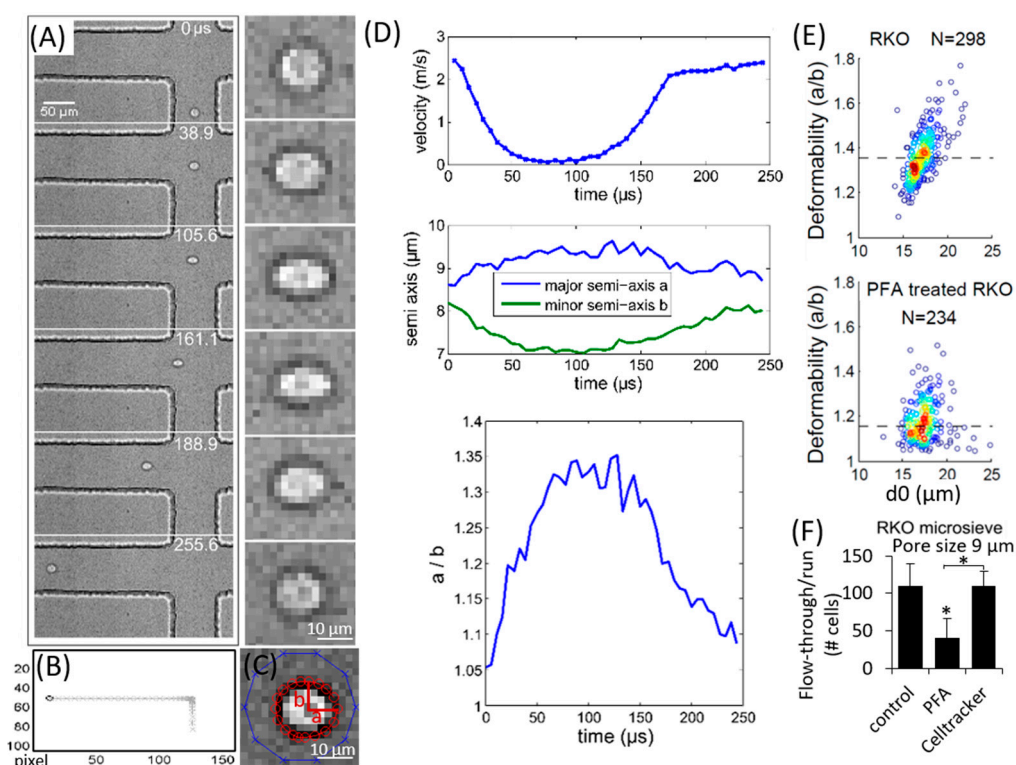 (A)
0 µs
50 µm
38.9
105.6
161.1
188.9
255.6
10 µm
(B)
20
40
60
80
100
pixel
50
100
150
(C)
b
a
10 µm
(D)
velocity (m/s)
3
2
1
0
0
50
100
150
200
250
time (µs)
semi axis (µm)
10
9
8
7
major semi-axis a
minor semi-axis b
0
50
100
150
200
250
time (µs)
a / b
1.4
1.35
1.3
1.25
1.2
1.15
1.1
1.05
1
0
50
100
150
200
250
time (µs)
(E)
RKO N=298
Deformability (a/b)
1.8
1.6
1.4
1.2
1
10
15
20
25
PFA treated RKO
N=234
Deformability (a/b)
1.8
1.6
1.4
1.2
1
10
15
20
25
d0 (µm)
(F)
RKO microsieve
Pore size 9 µm
Flow-through/run
(# cells)
150
100
50
0
*
*
control
PFA
Celltracker